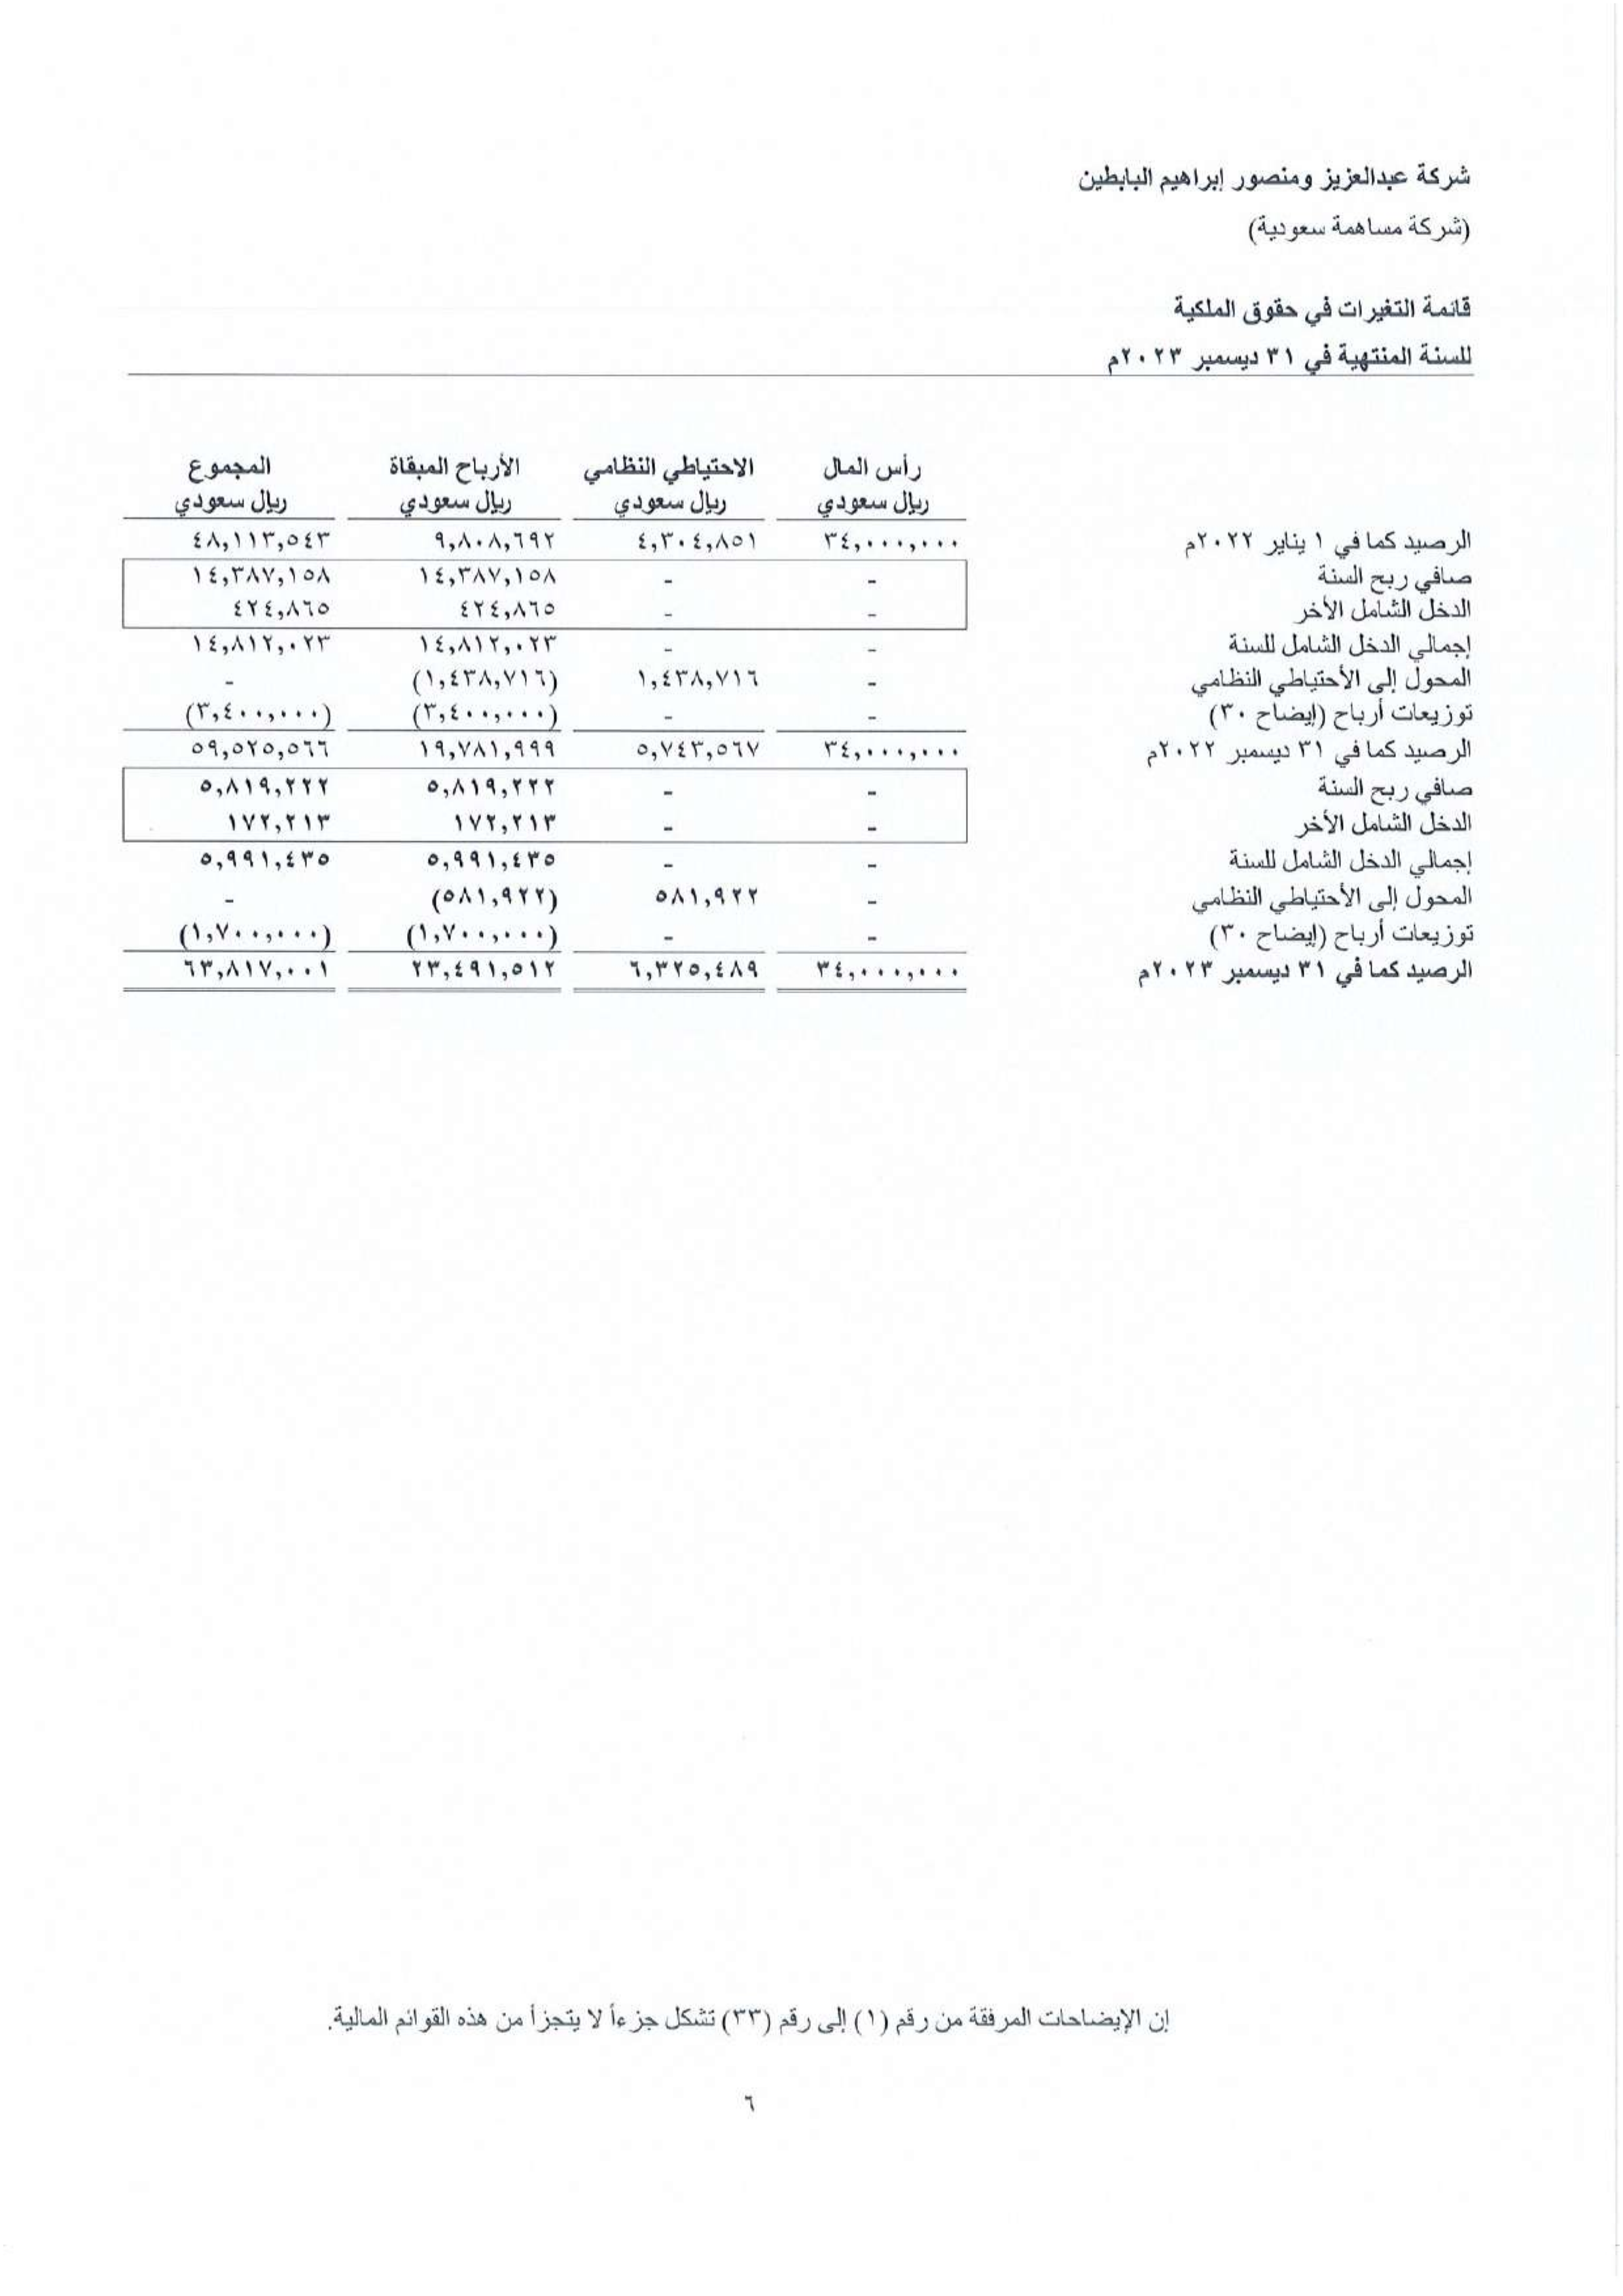 شركة عبدالعزيز ومنصور إبراهيم البابطين
(شركة مساهمة سعودية)
قائمة التغيرات في حقوق الملكية
للسنة المنتهية في ٣١ ديسمبر ٢٠٢٣م
رأس المال الاحتياطي النظامي الأرباح المبقاة المجموع
ريال سعودي ريال سعودي ريال سعودي ريال سعودي
الرصيد كما في ١ يناير ٢٠٢٢م ٣٤,٠٠٠,٠٠٠ ٤,٣٠٤,٨٥١ ٩,٨٠٨,٦٩٢ ٤٨,١١٣,٥٤٣
صافي ربح السنة - - ١٤,٣٨٧,١٥٨ ١٤,٣٨٧,١٥٨
الدخل الشامل الأخر - - ٤٢٤,٨٦٥ ٤٢٤,٨٦٥
إجمالي الدخل الشامل للسنة - - ١٤,٨١٢,٠٢٣ ١٤,٨١٢,٠٢٣
المحول إلى الأحتياطي النظامي - ١,٤٣٨,٧١٦ (١,٤٣٨,٧١٦) -
توزيعات أرباح (إيضاح ٣٠) - - (٣,٤٠٠,٠٠٠) (٣,٤٠٠,٠٠٠)
الرصيد كما في ٣١ ديسمبر ٢٠٢٢م ٣٤,٠٠٠,٠٠٠ ٥,٧٤٣,٥٦٧ ١٩,٧٨١,٩٩٩ ٥٩,٥٢٥,٥٦٦
صافي ربح السنة - - ٥,٨١٩,٢٢٢ ٥,٨١٩,٢٢٢
الدخل الشامل الأخر - - ١٧٢,٢١٣ ١٧٢,٢١٣
إجمالي الدخل الشامل للسنة - - ٥,٩٩١,٤٣٥ ٥,٩٩١,٤٣٥
المحول إلى الأحتياطي النظامي - ٥٨١,٩٢٢ (٥٨١,٩٢٢) -
توزيعات أرباح (إيضاح ٣٠) - - (١,٧٠٠,٠٠٠) (١,٧٠٠,٠٠٠)
الرصيد كما في ٣١ ديسمبر ٢٠٢٣م ٣٤,٠٠٠,٠٠٠ ٦,٣٢٥,٤٨٩ ٢٣,٤٩١,٥١٢ ٦٣,٨١٧,٠٠١
إن الإيضاحات المرفقة من رقم (١) إلى رقم (٣٣) تشكل جزءاً لا يتجزأ من هذه القوائم المالية.
٦